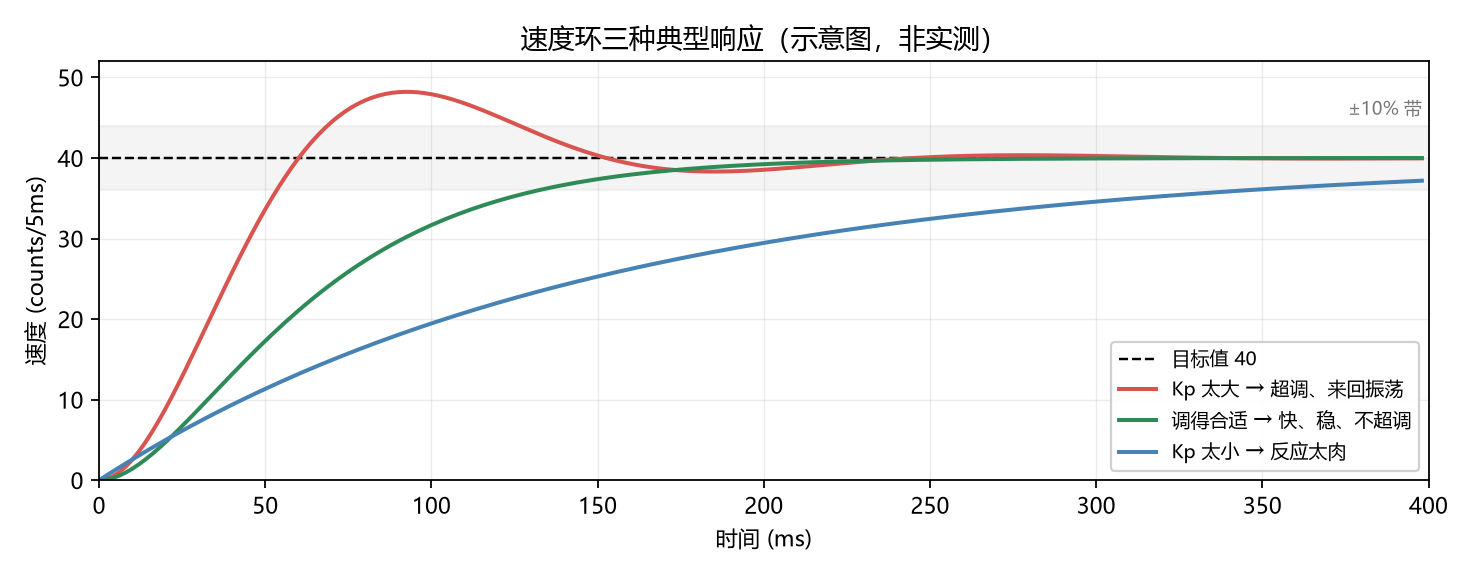 速度环三种典型响应（示意图，非实测）
速度 (counts/5ms)
50
40
30
20
10
0
±10% 带
目标值 40
Kp 太大 → 超调、来回振荡
调得合适 → 快、稳、不超调
Kp 太小 → 反应太肉
0 50 100 150 200 250 300 350 400
时间 (ms)